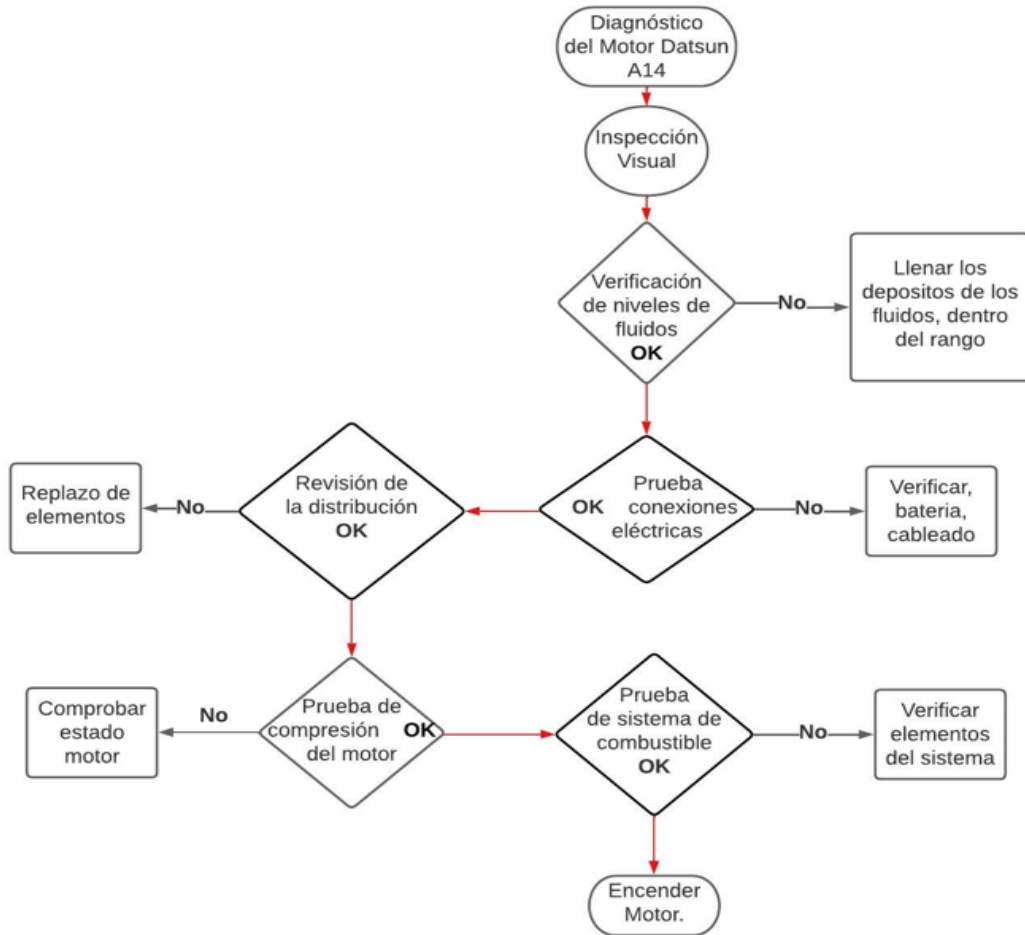 Diagnóstico
del Motor Datsun
A14
Inspección
Visual
Verificación
de niveles de
fluidos
OK
No
Llenar los
depositos de los
fluidos, dentro
del rango
Prueba
OK conexiones
eléctricas
No
Verificar,
bateria,
cableado
Revisión de
la distribución
OK
No
Replazo de
elementos
Prueba de
compresión OK
del motor
No
Comprobar
estado
motor
Prueba
de sistema de
combustible
OK
No
Verificar
elementos
del sistema
Encender
Motor.